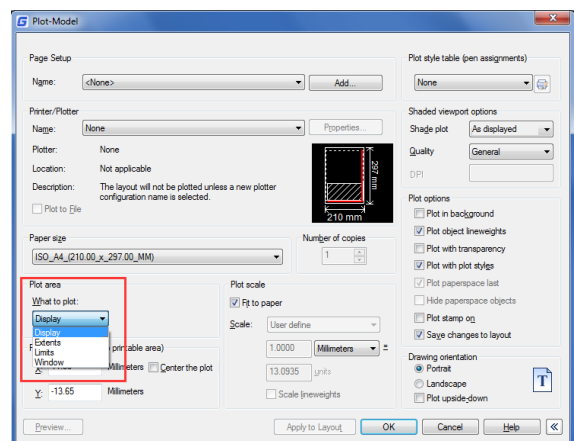 Plot-Model
Page Setup
Name: <None> Add...
Printer/Plotter
Name: None Properties...
Plotter: None
Location: Not applicable
Description: The layout will not be plotted unless a new plotter
configuration name is selected.
Plot to File
297 mm
210 mm
Paper size
ISO_A4_(210.00_x_297.00_MM)
Number of copies
1
Plot area
What to plot:
Display
Display
Extents
Limits
Window
printable area)
X: Millimeters Center the plot
Y: -13.65 Millimeters
Plot scale
Fit to paper
Scale: User define
1.0000 Millimeters =
13.0935 units
Scale lineweights
Plot style table (pen assignments)
None
Shaded viewport options
Shade plot As displayed
Quality General
DPI
Plot options
Plot in background
Plot object lineweights
Plot with transparency
Plot with plot styles
Plot paperspace last
Hide paperspace objects
Plot stamp on
Save changes to layout
Drawing orientation
Portrait
Landscape
Plot upside-down
T
Preview... Apply to Layout OK Cancel Help